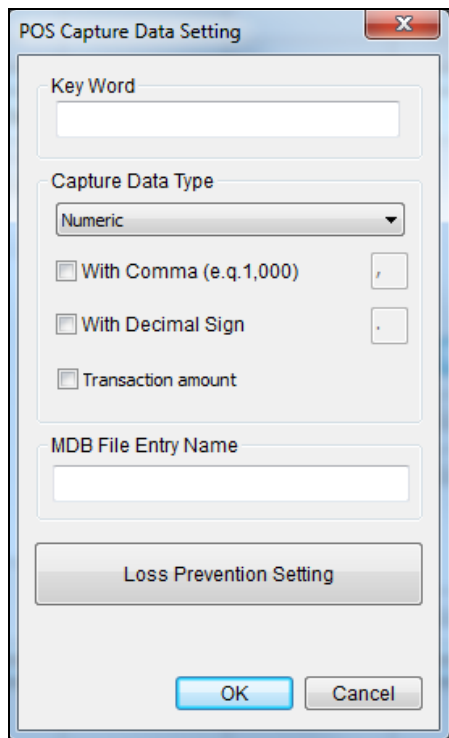 POS Capture Data Setting
X
Key Word
Capture Data Type
Numeric
With Comma (e.q.1,000) ,
With Decimal Sign .
Transaction amount
MDB File Entry Name
Loss Prevention Setting
OK Cancel